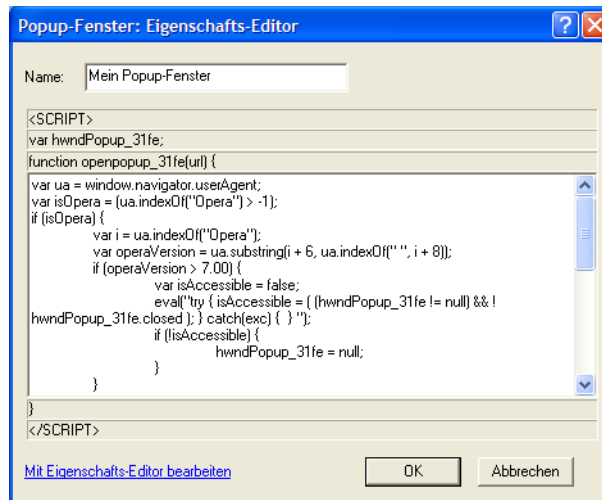 Popup-Fenster: Eigenschafts-Editor
Name: Mein Popup-Fenster
<SCRIPT>
var hwndPopup_31fe;
function openpopup_31fe(url) {
var ua = window.navigator.userAgent;
var isOpera = (ua.indexOf("Opera") > -1);
if (isOpera) {
var i = ua.indexOf("Opera");
var operaVersion = ua.substring(i + 6, ua.indexOf(" ", i + 8));
if (operaVersion > 7.00) {
var isAccessible = false;
eval("try { isAccessible = ( (hwndPopup_31fe != null) && !
hwndPopup_31fe.closed ); } catch(exc) {  } ");
if (!isAccessible) {
hwndPopup_31fe = null;
}
}
}
</SCRIPT>
Mit Eigenschafts-Editor bearbeiten
OK
Abbrechen